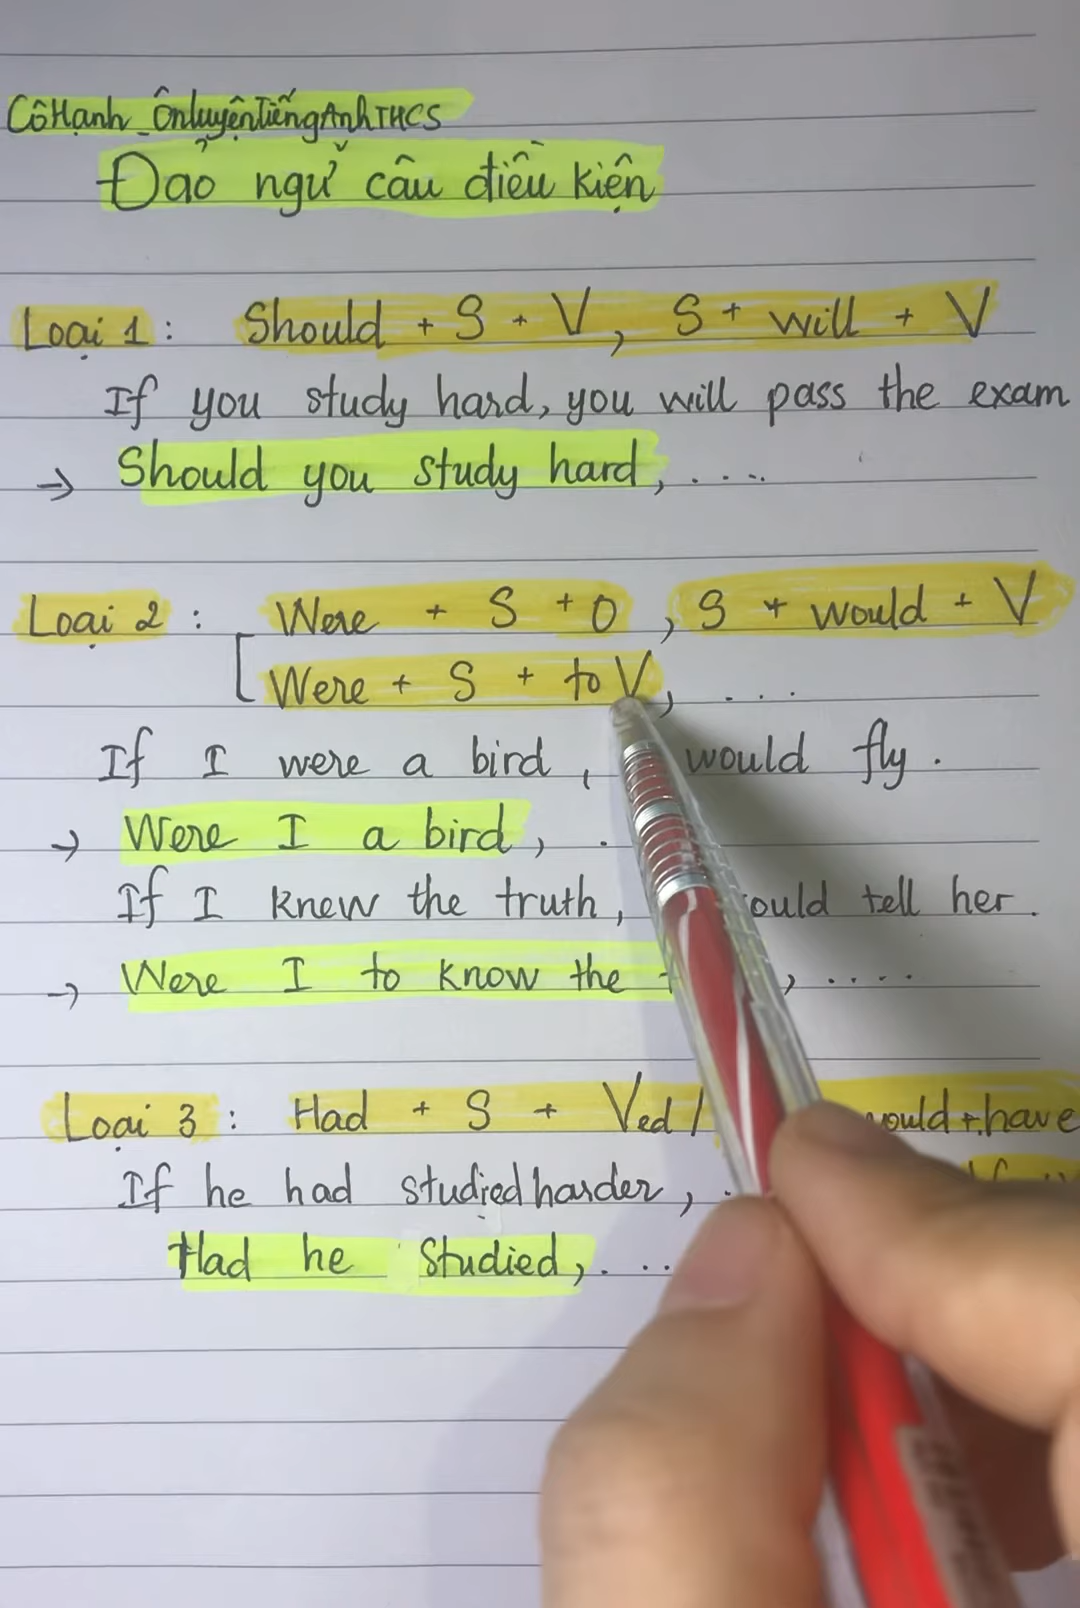 CôHạnh_ÔnluyệnTiếngAnhTHCS
Đảo ngữ câu điều kiện
Loại 1 : Should + S + V, S + will + V
If you study hard, you will pass the exam
→ Should you study hard, ....
Loại 2 : Were + S + O , S + would + V
Were + S + to V, ....
If I were a bird, would fly.
→ Were I a bird, .
If I knew the truth, tell her.
→ Were I to know the , ....
Loại 3 : Had + S + Ved / + have
If he had studied harder, .
Had he studied, ...